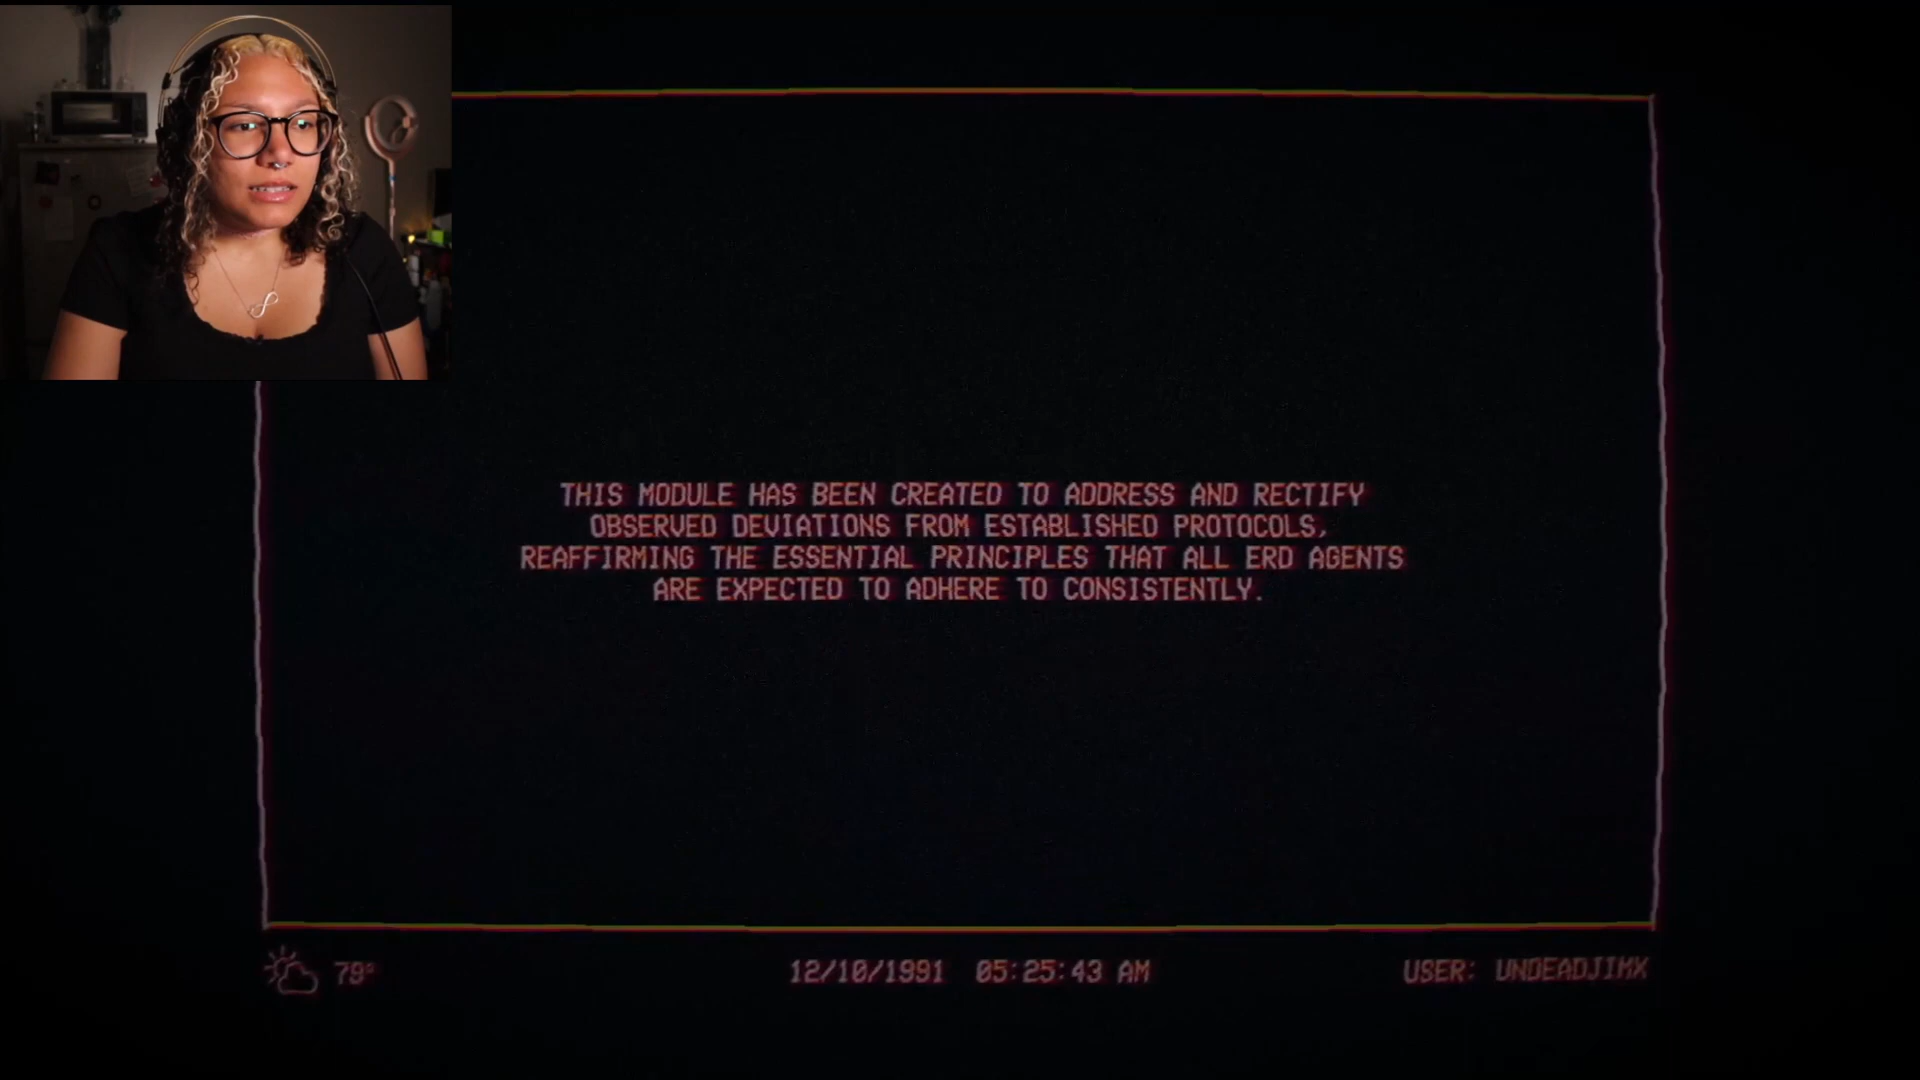 THIS MODULE HAS BEEN CREATED TO ADDRESS AND RECTIFY
OBSERVED DEVIATIONS FROM ESTABLISHED PROTOCOLS,
REAFFIRMING THE ESSENTIAL PRINCIPLES THAT ALL ERD AGENTS
ARE EXPECTED TO ADHERE TO CONSISTENTLY.
79°
12/10/1991 05:25:43 AM
USER: UNDEADJIMX